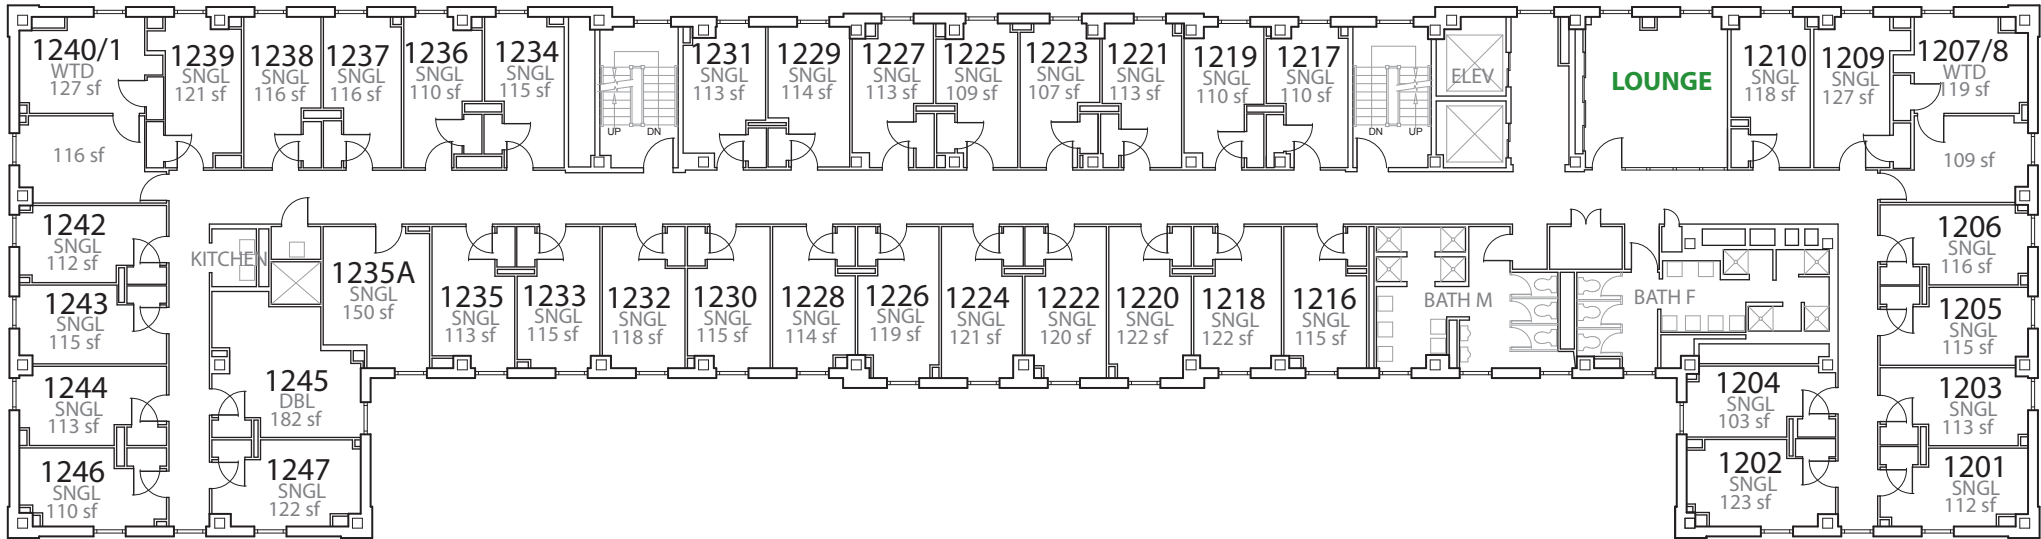 1240/1
WTD
127 sf
116 sf
1239
SNGL
121 sf
1238
SNGL
116 sf
1237
SNGL
116 sf
1236
SNGL
110 sf
1234
SNGL
115 sf
UP
DN
1231
SNGL
113 sf
1229
SNGL
114 sf
1227
SNGL
113 sf
1225
SNGL
109 sf
1223
SNGL
107 sf
1221
SNGL
113 sf
1219
SNGL
110 sf
1217
SNGL
110 sf
DN
UP
ELEV
LOUNGE
1210
SNGL
118 sf
1209
SNGL
127 sf
1207/8
WTD
119 sf
109 sf
1242
SNGL
112 sf
1243
SNGL
115 sf
1244
SNGL
113 sf
1246
SNGL
110 sf
KITCHEN
1235A
SNGL
150 sf
1245
DBL
182 sf
1247
SNGL
122 sf
1235
SNGL
113 sf
1233
SNGL
115 sf
1232
SNGL
118 sf
1230
SNGL
115 sf
1228
SNGL
114 sf
1226
SNGL
119 sf
1224
SNGL
121 sf
1222
SNGL
120 sf
1220
SNGL
122 sf
1218
SNGL
122 sf
1216
SNGL
115 sf
BATH M
BATH F
1206
SNGL
116 sf
1205
SNGL
115 sf
1204
SNGL
103 sf
1203
SNGL
113 sf
1202
SNGL
123 sf
1201
SNGL
112 sf